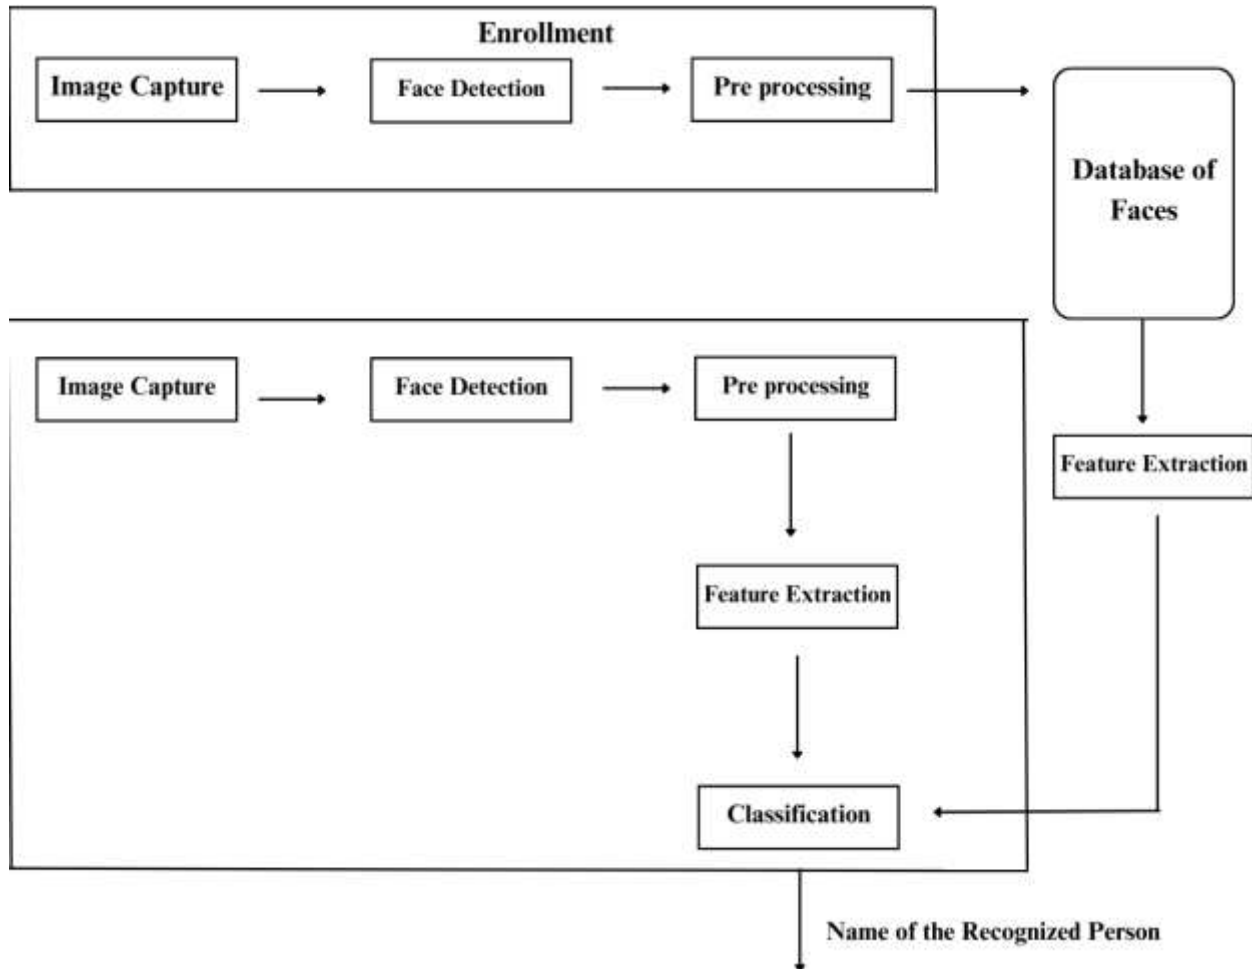 Enrollment
Image Capture
Face Detection
Pre processing
Database of
Faces
Image Capture
Face Detection
Pre processing
Feature Extraction
Feature Extraction
Classification
Name of the Recognized Person